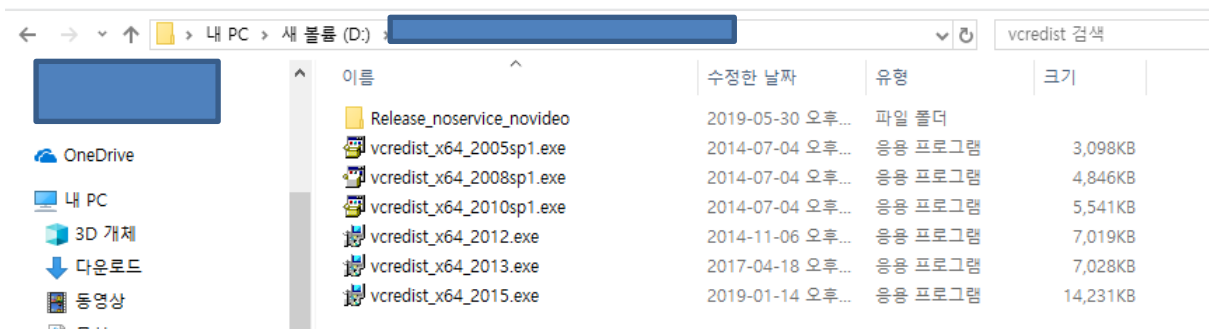 내 PC > 새 볼륨 (D:) > vcredist 검색
이름 수정한 날짜 유형 크기
Release_noservice_novideo 2019-05-30 오후... 파일 폴더
OneDrive vcredist_x64_2005sp1.exe 2014-07-04 오후... 응용 프로그램 3,098KB
vcredist_x64_2008sp1.exe 2014-07-04 오후... 응용 프로그램 4,846KB
내 PC vcredist_x64_2010sp1.exe 2014-07-04 오후... 응용 프로그램 5,541KB
3D 개체 vcredist_x64_2012.exe 2014-11-06 오후... 응용 프로그램 7,019KB
다운로드 vcredist_x64_2013.exe 2017-04-18 오후... 응용 프로그램 7,028KB
동영상 vcredist_x64_2015.exe 2019-01-14 오후... 응용 프로그램 14,231KB